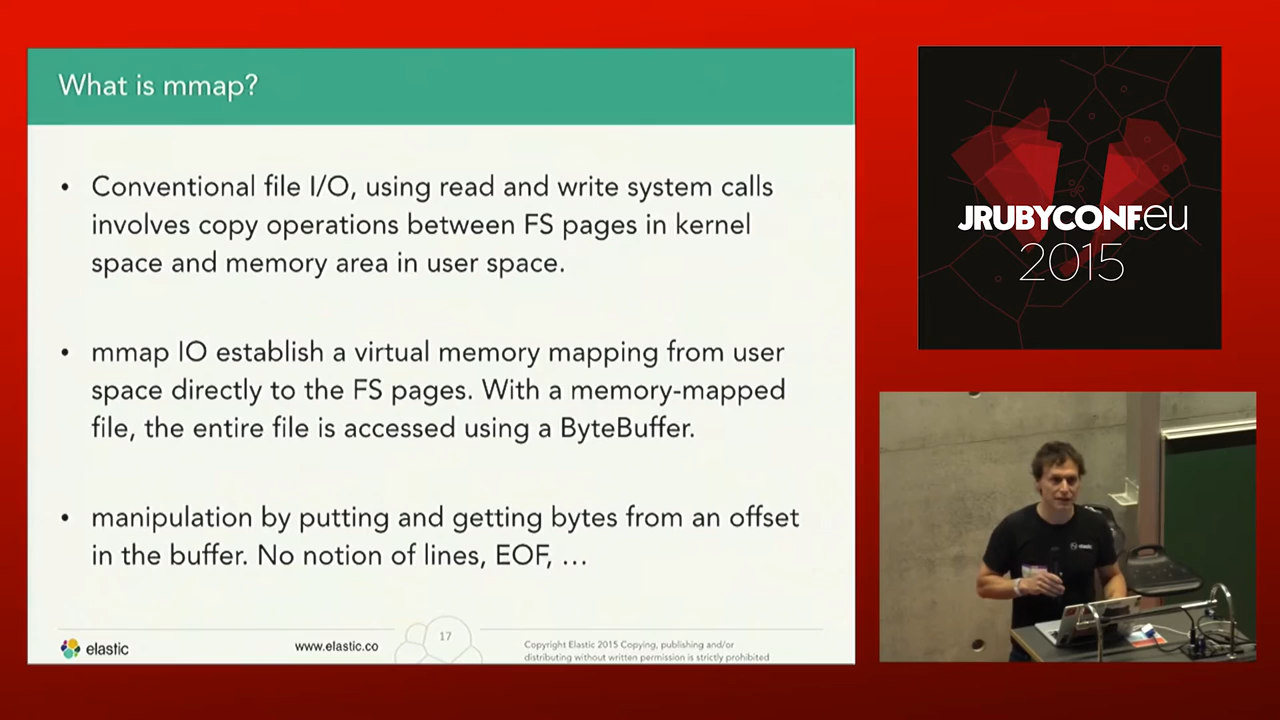 What is mmap?
• Conventional file I/O, using read and write system calls
involves copy operations between FS pages in kernel
space and memory area in user space.
• mmap IO establish a virtual memory mapping from user
space directly to the FS pages. With a memory-mapped
file, the entire file is accessed using a ByteBuffer.
• manipulation by putting and getting bytes from an offset
in the buffer. No notion of lines, EOF, …
elastic
www.elastic.co
17
Copyright Elastic 2015 Copying, publishing and/or
distributing without written permission is strictly prohibited
JRUBYCONF.eu
2015
elastic